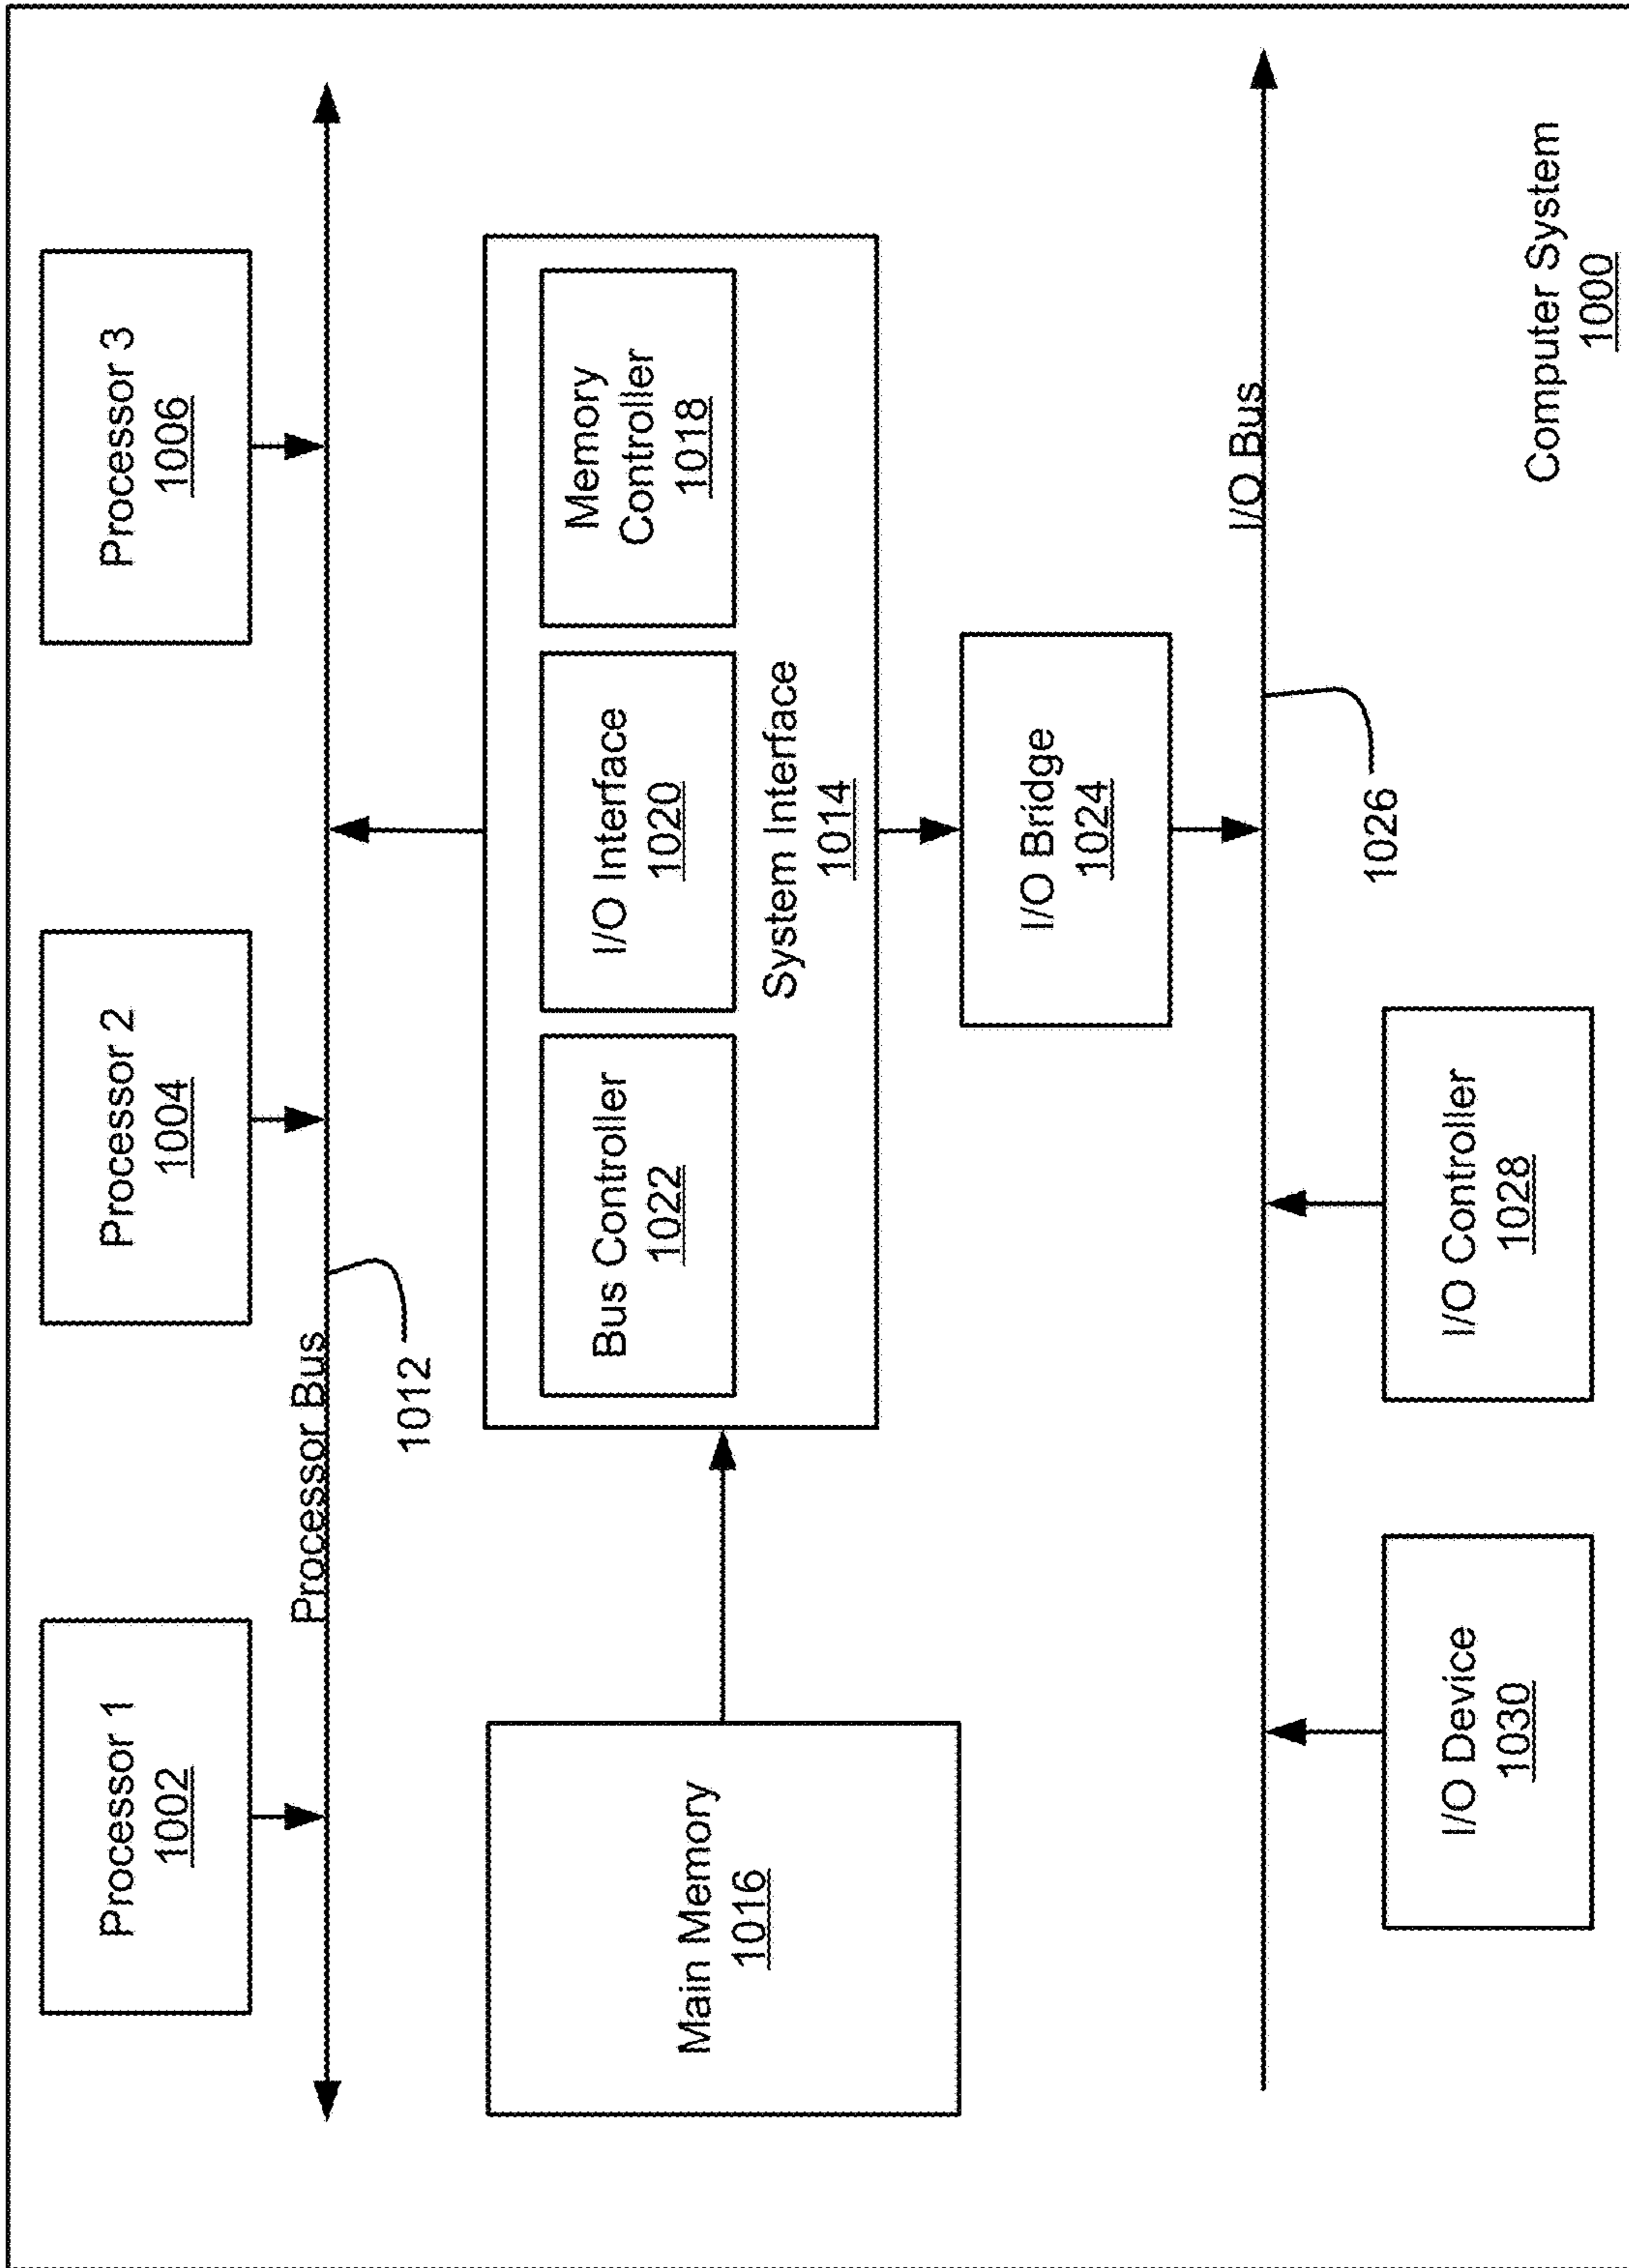 Processor 1
1002
Processor 2
1004
Processor 3
1006
Processor Bus
1012
Main Memory
1016
Bus Controller
1022
I/O Interface
1020
Memory
Controller
1018
System Interface
1014
I/O Bridge
1024
I/O Bus
1026
I/O Device
1030
I/O Controller
1028
Computer System
1000